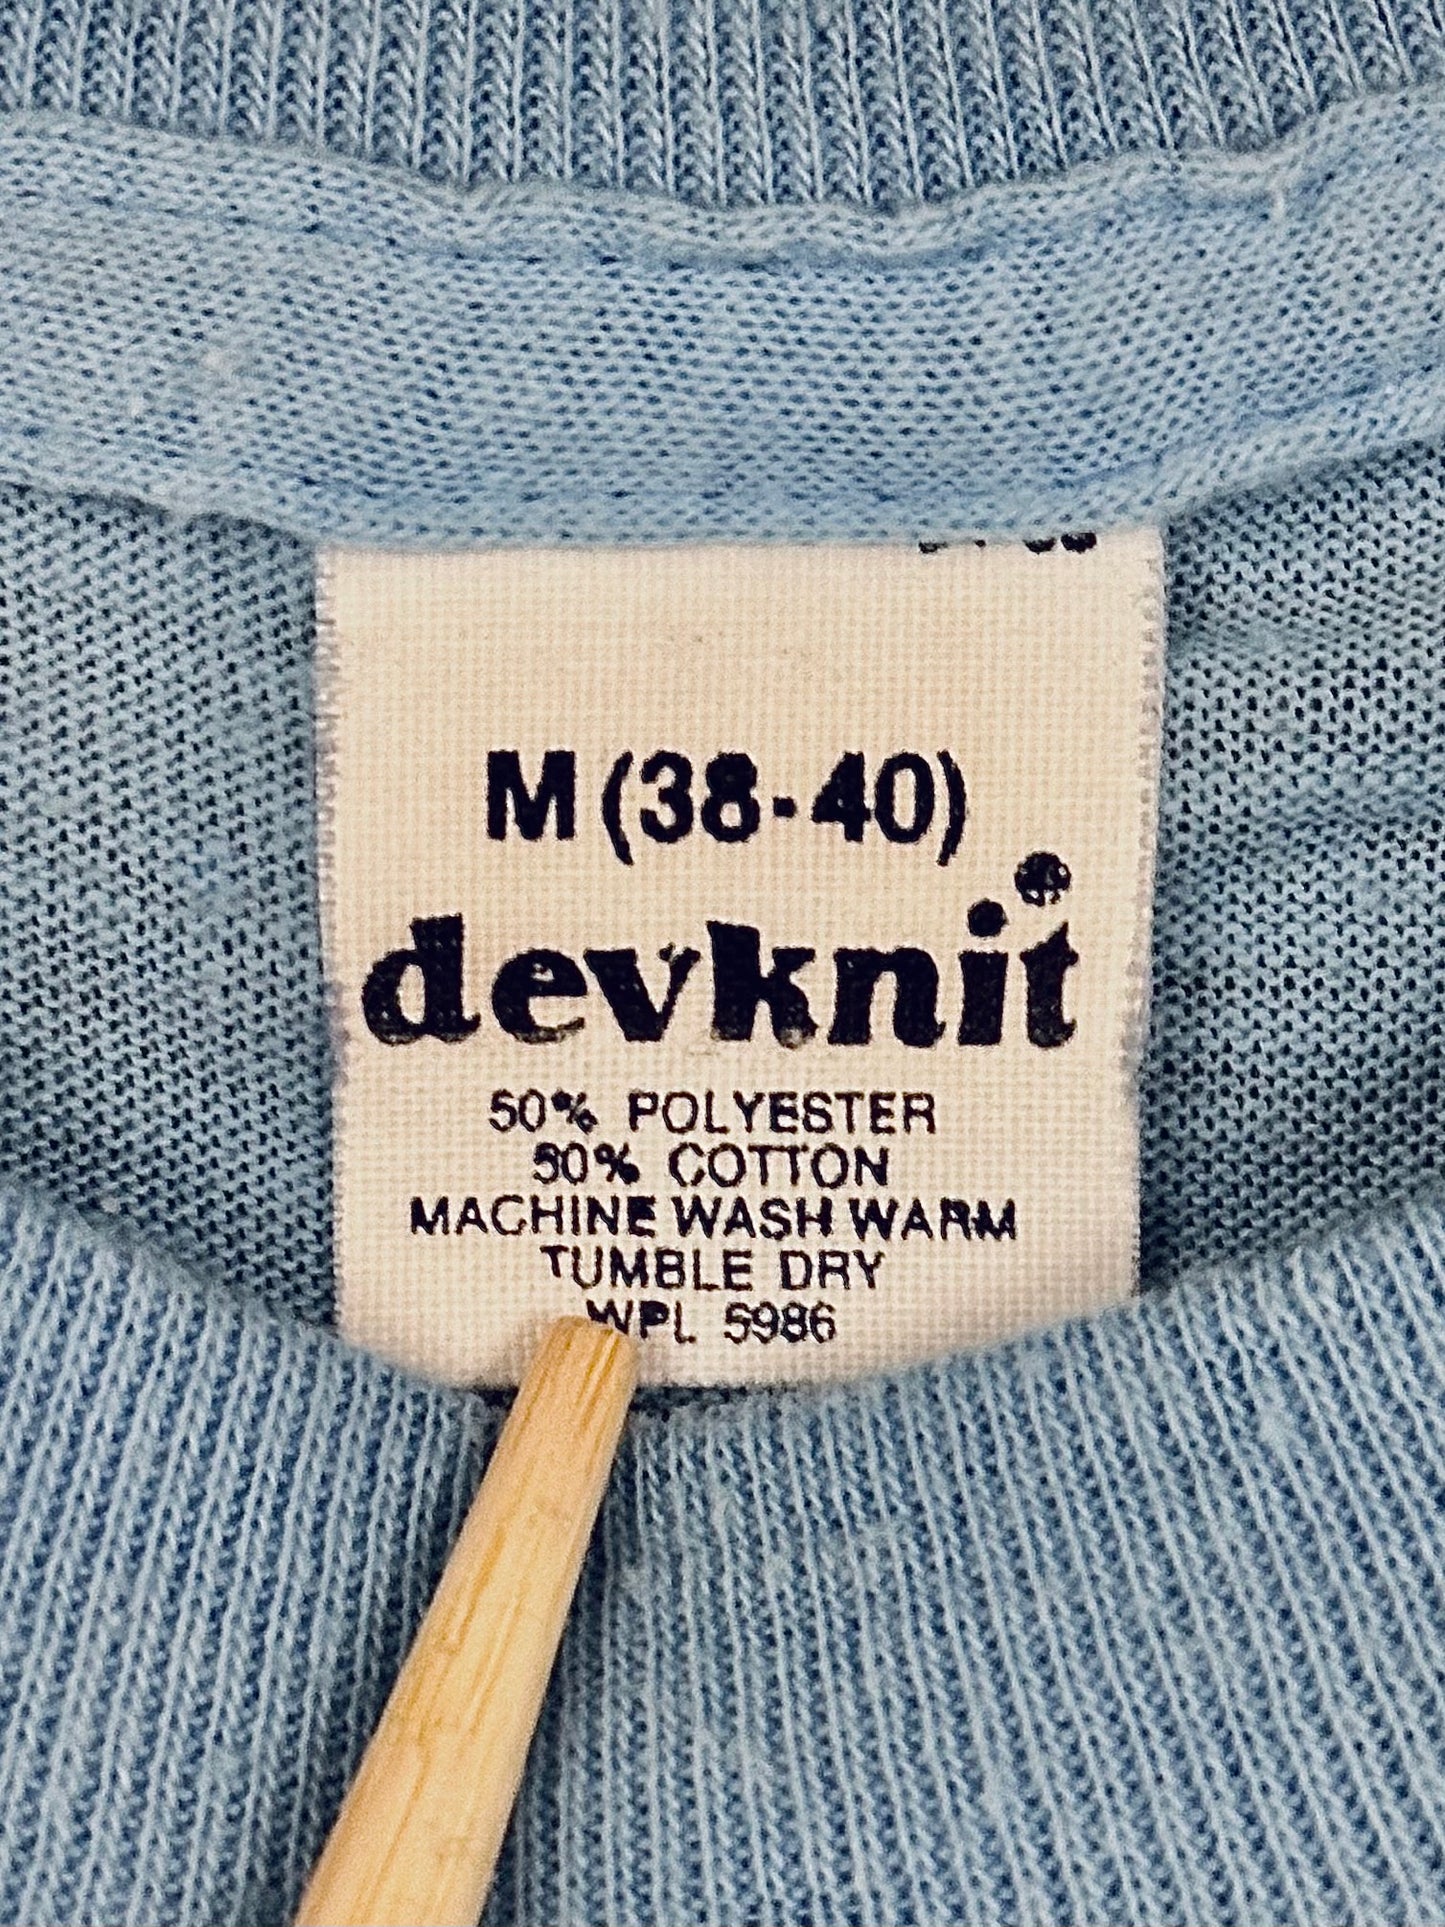 M (38-40)
devknit
50% POLYESTER
50% COTTON
MACHINE WASH WARM
TUMBLE DRY
WPL 5986